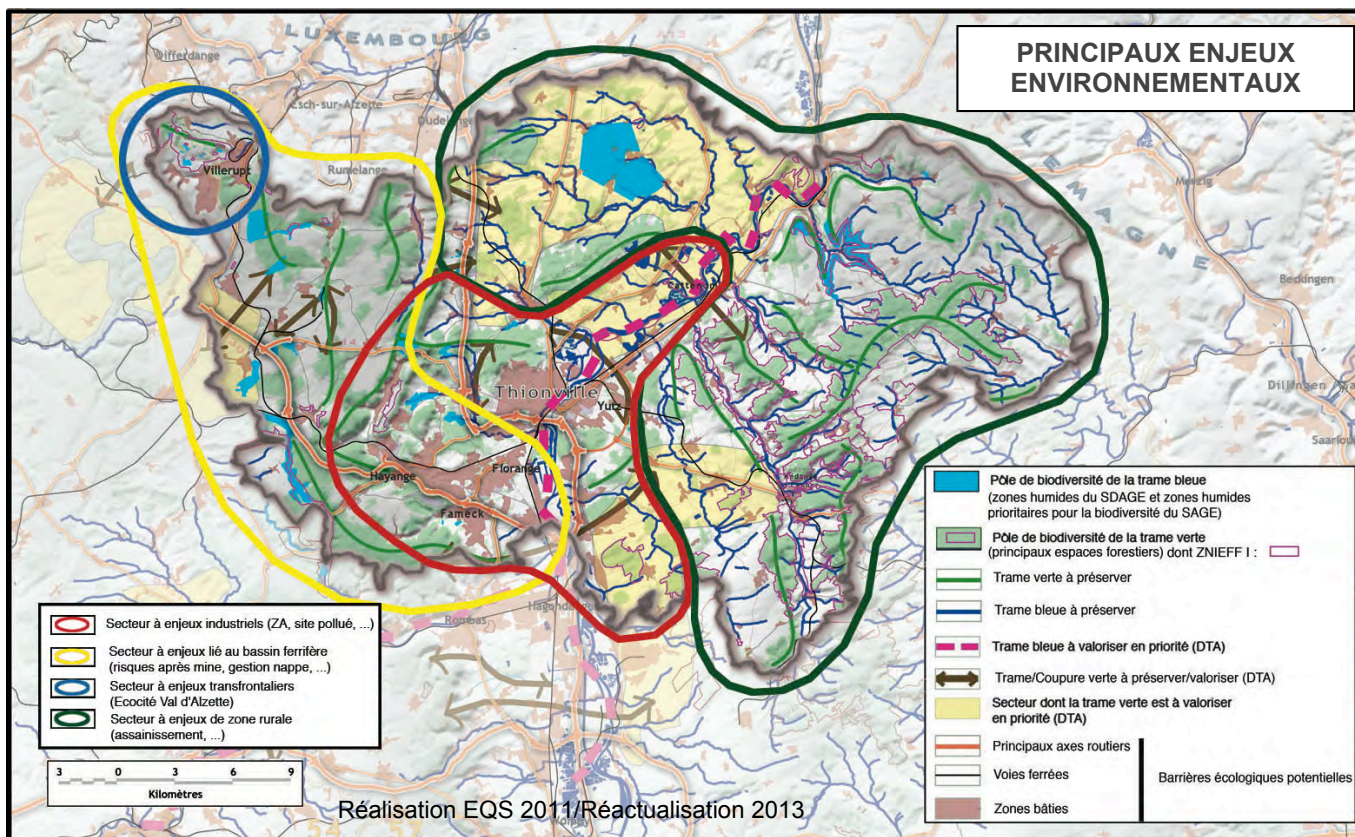 PRINCIPAUX ENJEUX
ENVIRONNEMENTAUX
LUXEMBOURG
Differdange
Esch-sur-Alzette
Dudelange
Rumelange
Villerupt
ALLEMAGNE
Merzig
Beckingen
Dillingen
Saarlou
Cattenom
Thionville
Yutz
Hayange
Florange
Fameck
Hagondange
Rombas
Pôle de biodiversité de la trame bleue
(zones humides du SDAGE et zones humides
prioritaires pour la biodiversité du SAGE)
Pôle de biodiversité de la trame verte
(principaux espaces forestiers) dont ZNIEFF I :
Trame verte à préserver
Trame bleue à préserver
Trame bleue à valoriser en priorité (DTA)
Trame/Coupure verte à préserver/valoriser (DTA)
Secteur dont la trame verte est à valoriser
en priorité (DTA)
Principaux axes routiers
Voies ferrées
Zones bâties
Barrières écologiques potentielles
Secteur à enjeux industriels (ZA, site pollué, ...)
Secteur à enjeux lié au bassin ferrifère
(risques après mine, gestion nappe, ...)
Secteur à enjeux transfrontaliers
(Ecocité Val d'Alzette)
Secteur à enjeux de zone rurale
(assainissement, ...)
3 0 3 6 9
Kilomètres
Réalisation EQS 2011/Réactualisation 2013